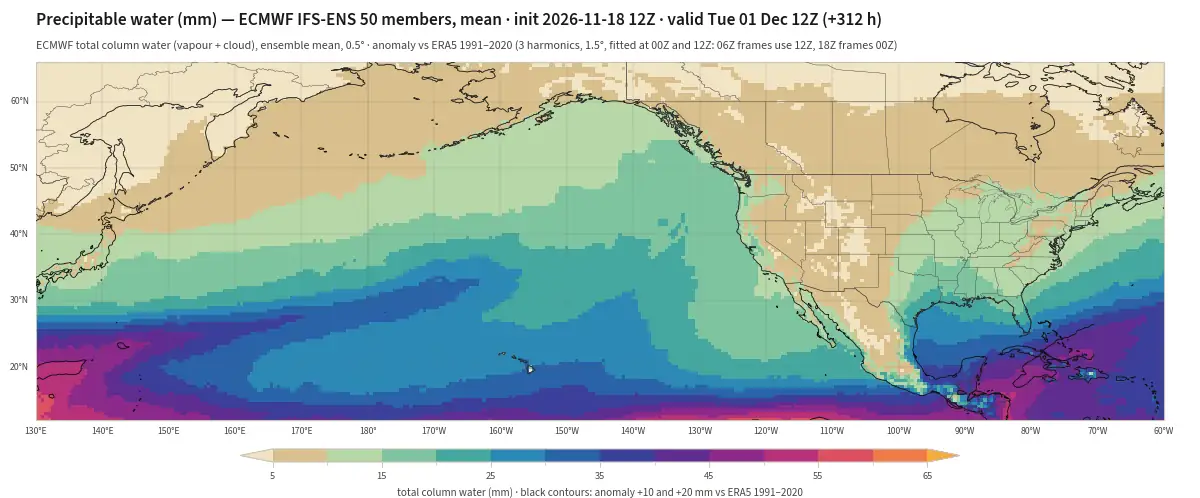 Precipitable water (mm) — ECMWF IFS-ENS 50 members, mean · init 2026-11-18 12Z · valid Tue 01 Dec 12Z (+312 h)
ECMWF total column water (vapour + cloud), ensemble mean, 0.5° · anomaly vs ERA5 1991–2020 (3 harmonics, 1.5°, fitted at 00Z and 12Z: 06Z frames use 12Z, 18Z frames 00Z)
60°N
50°N
40°N
30°N
20°N
130°E 140°E 150°E 160°E 170°E 180° 170°W 160°W 150°W 140°W 130°W 120°W 110°W 100°W 90°W 80°W 70°W 60°W
5 15 25 35 45 55 65
total column water (mm) · black contours: anomaly +10 and +20 mm vs ERA5 1991–2020